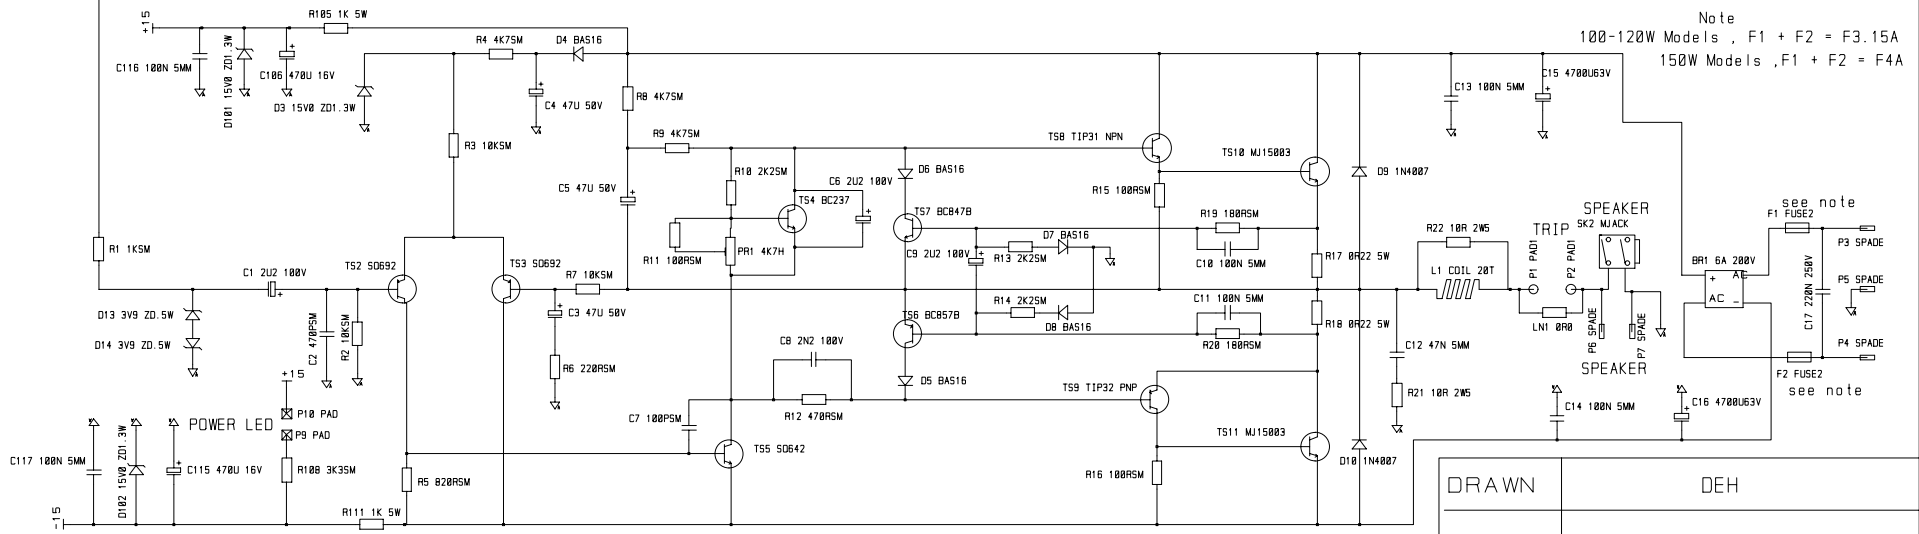 Note
100-120W Models , F1 + F2 = F3.15A
150W Models ,F1 + F2 = F4A
+15
R105 1K 5W
C116 100N 5MM
D101 15V0 ZD1.3W
C106 470U 16V
D3 15V0 ZD1.3W
R4 4K7SM
D4 BAS16
C4 47U 50V
R8 4K7SM
R3 10KSM
R9 4K7SM
C5 47U 50V
R10 2K2SM
TS4 BC237
C6 2U2 100V
D6 BAS16
TS7 BC847B
TS8 TIP31 NPN
TS10 MJ15003
R15 100RSM
D9 1N4007
C13 100N 5MM
C15 4700U63V
R1 1KSM
C1 2U2 100V
TS2 SO692
TS3 SO692
R7 10KSM
R11 100RSM
PR1 4K7H
C9 2U2 100V
R13 2K2SM
D7 BAS16
R19 180RSM
C10 100N 5MM
R17 0R22 5W
R22 10R 2W5
L1 COIL 20T
TRIP
P1 PAD1
P2 PAD1
SPEAKER
SK2 MJACK
LN1 0R0
P6 SPADE
P7 SPADE
SPEAKER
BR1 6A 200V
+ AC
AC -
see note
F1 FUSE2
P3 SPADE
P5 SPADE
C17 220N 250V
P4 SPADE
F2 FUSE2
see note
D13 3V9 ZD.5W
D14 3V9 ZD.5W
C2 470PSM
R2 10KSM
C3 47U 50V
R6 220RSM
R14 2K2SM
D8 BAS16
TS6 BC857B
C11 100N 5MM
R20 180RSM
R18 0R22 5W
C12 47N 5MM
R21 10R 2W5
C8 2N2 100V
R12 470RSM
D5 BAS16
TS9 TIP32 PNP
C7 100PSM
TS5 SO642
TS11 MJ15003
R16 100RSM
D10 1N4007
C14 100N 5MM
C16 4700U63V
+15
P10 PAD
P9 PAD
POWER LED
R108 3K3SM
C117 100N 5MM
D102 15V0 ZD1.3W
C115 470U 16V
R5 820RSM
R111 1K 5W
-15
DRAWN
DEH